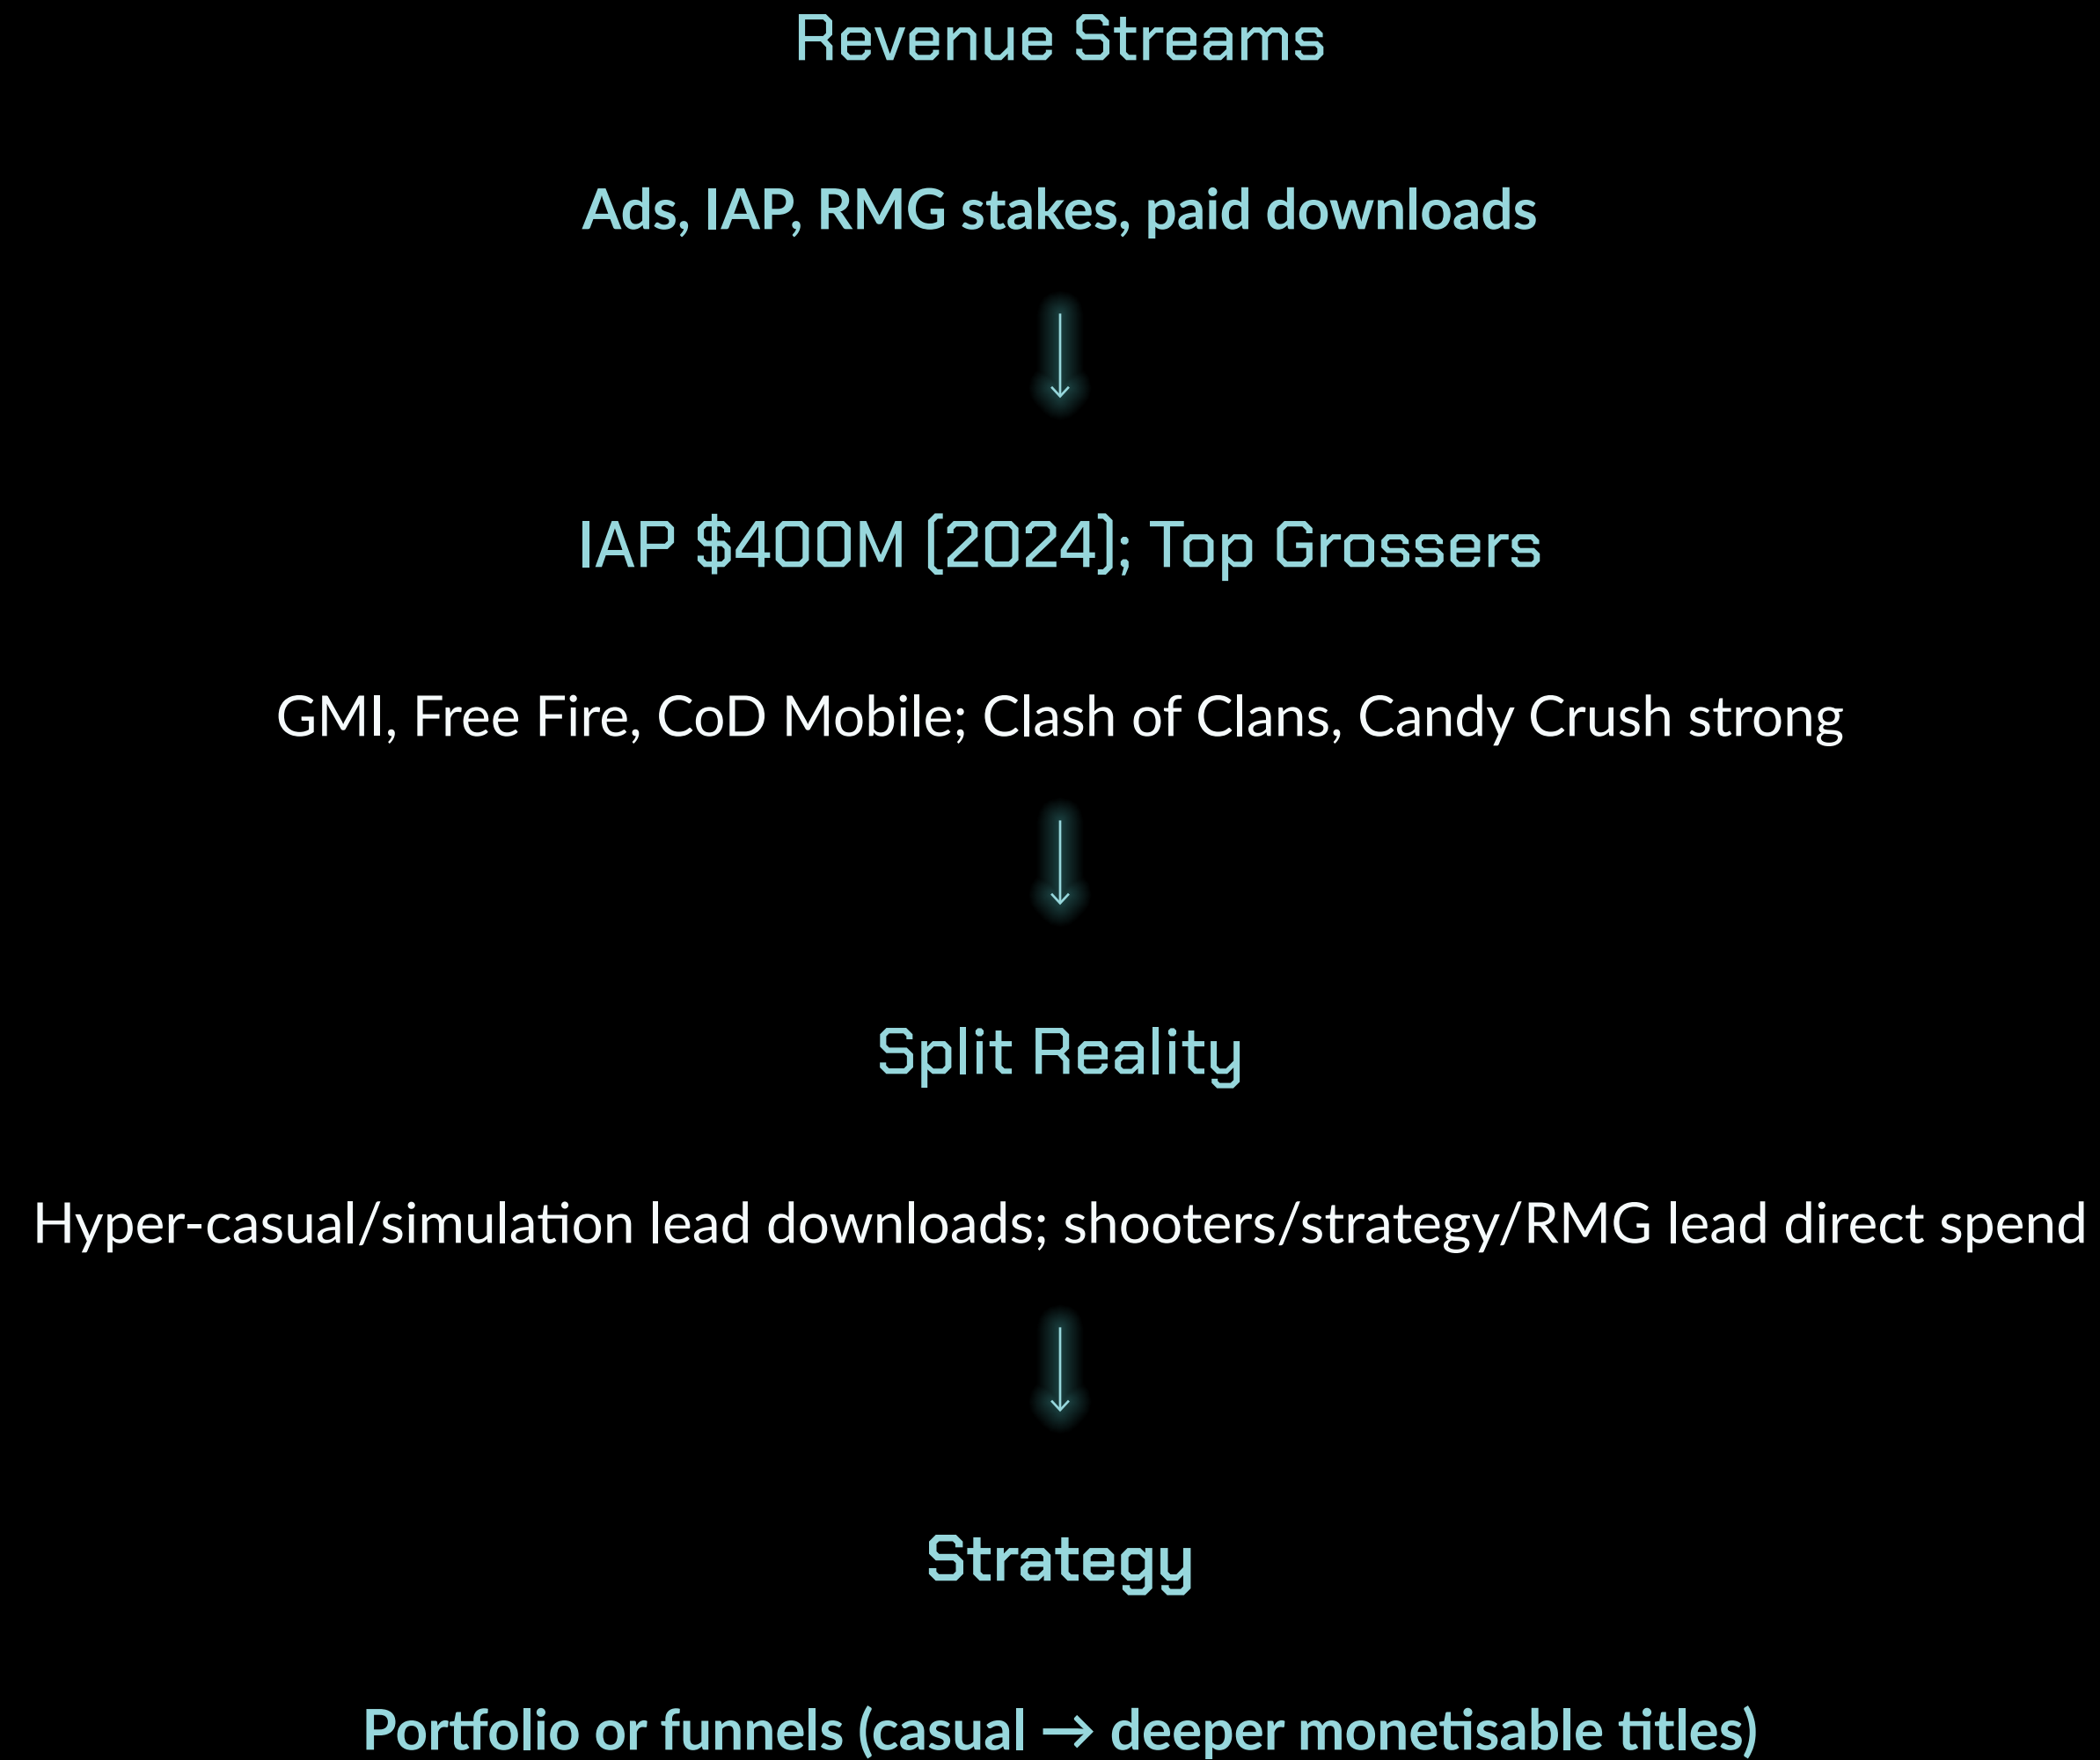 Revenue Streams
Ads, IAP, RMG stakes, paid downloads
IAP $400M (2024); Top Grossers
GMI, Free Fire, CoD Mobile; Clash of Clans, Candy Crush strong
Split Reality
Hyper-casual/simulation lead downloads; shooters/strategy/RMG lead direct spend
Strategy
Portfolio or funnels (casual → deeper monetisable titles)